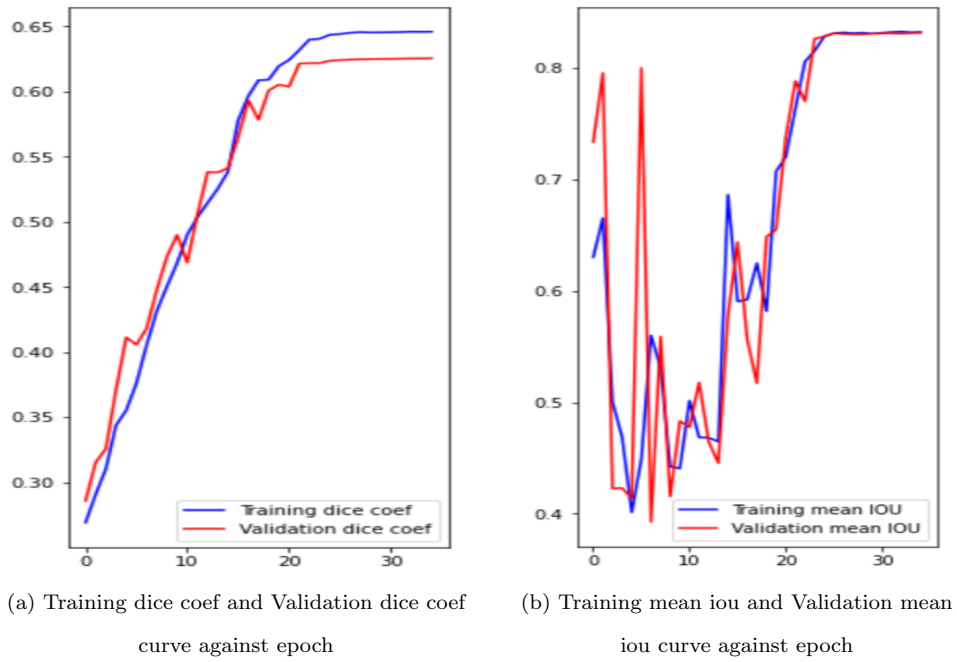 0.65
0.60
0.55
0.50
0.45
0.40
0.35
0.30
0 10 20 30
Training dice coef
Validation dice coef
(a) Training dice coef and Validation dice coef
curve against epoch
0.8
0.7
0.6
0.5
0.4
0 10 20 30
Training mean IOU
Validation mean IOU
(b) Training mean iou and Validation mean
iou curve against epoch